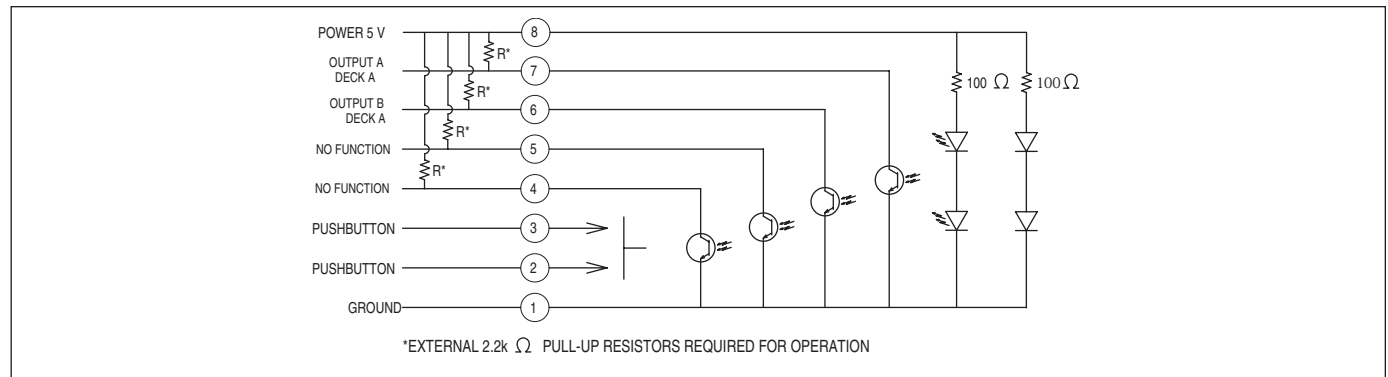 POWER 5 V 8
R*
OUTPUT A
DECK A 7
100 Ω 100Ω
R*
OUTPUT B
DECK A 6
R*
NO FUNCTION 5
R*
NO FUNCTION 4
PUSHBUTTON 3
PUSHBUTTON 2
GROUND 1
*EXTERNAL 2.2k Ω PULL-UP RESISTORS REQUIRED FOR OPERATION